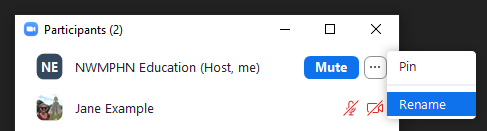 Participants (2)
NE NWMPHN Education (Host, me) Mute ... Pin
Jane Example Rename